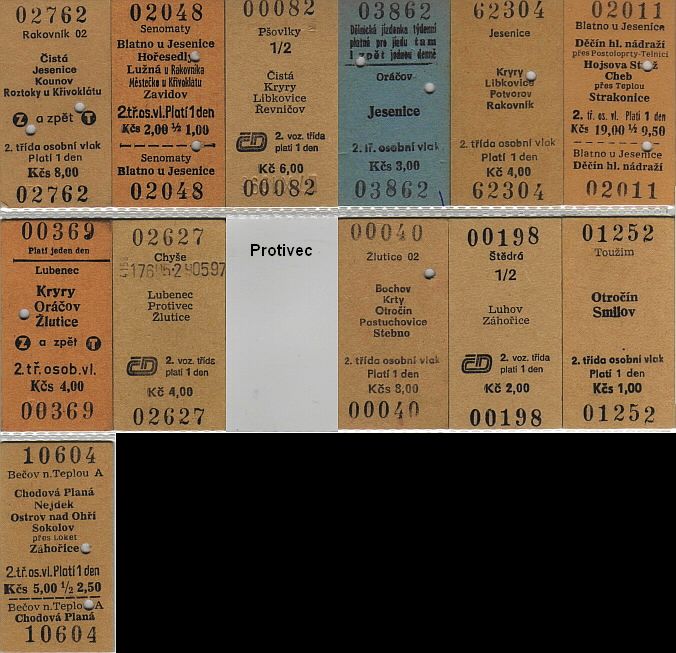 02762
Rakovník 02
Čistá
Jesenice
Kounov
Roztoky u Křivoklátu
Z a zpět T
2. třída osobní vlak
Platí 1 den
Kčs 8,00
02762
02048
Senomaty
Blatno u Jesenice
Hořesedly
Lužná u Rakovníka
Městečko u Křivoklátu
Zavidov
2.tř.os.vl.Platí 1 den
Kčs 2,00 ½ 1,00
Senomaty
Blatno u Jesenice
02048
00082
Pšovlky
1/2
Čistá
Kryry
Libkovice
Řevničov
ČD 2. voz. třída
platí 1 den
Kč 6,00
00082
03862
Dělnická jízdenka týdenní
platná pro jízdu tam
i zpět jednou denně
Oráčov
Jesenice
2. tř. osobní vlak
Kčs 3,00
03862
62304
Jesenice
Kryry
Libkovice
Potvorov
Rakovník
2. třída osobní vlak
Platí 1 den
Kč 4,00
62304
02011
Blatno u Jesenice
Děčín hl. nádraží
přes Postoloprty-Telnici
Hojsova Stráž
Cheb
přes Teplou
Strakonice
2. tř. os. vl. Platí 1 den
Kčs 19,00 ½ 9,50
Blatno u Jesenice
Děčín hl. nádraží
02011
00369
Platí jeden den
Lubenec
Kryry
Oráčov
Žlutice
Z a zpět T
2. tř. osob. vl.
Kčs 4,00
00369
02627
Chyše
Lubenec
Protivec
Žlutice
ČD 2. voz. třída
platí 1 den
Kč 4,00
02627
Protivec
00040
Žlutice 02
Bochov
Krty
Otročín
Pastuchovice
Štebno
2. třída osobní vlak
Platí 1 den
Kčs 8,00
00040
00198
Štědrá
1/2
Luhov
Záhořice
ČD 2. voz. třída
platí 1 den
Kč 2,00
00198
01252
Toužim
Otročín
Smilov
2. třída osobní vlak
Platí 1 den
Kčs 1,00
01252
10604
Bečov n.Teplou A
Chodová Planá
Nejdek
Ostrov nad Ohří
Sokolov
přes Loket
Záhořice
2.tř.os.vl.Platí 1 den
Kčs 5,00 ½ 2,50
Bečov n.Teplou A
Chodová Planá
10604